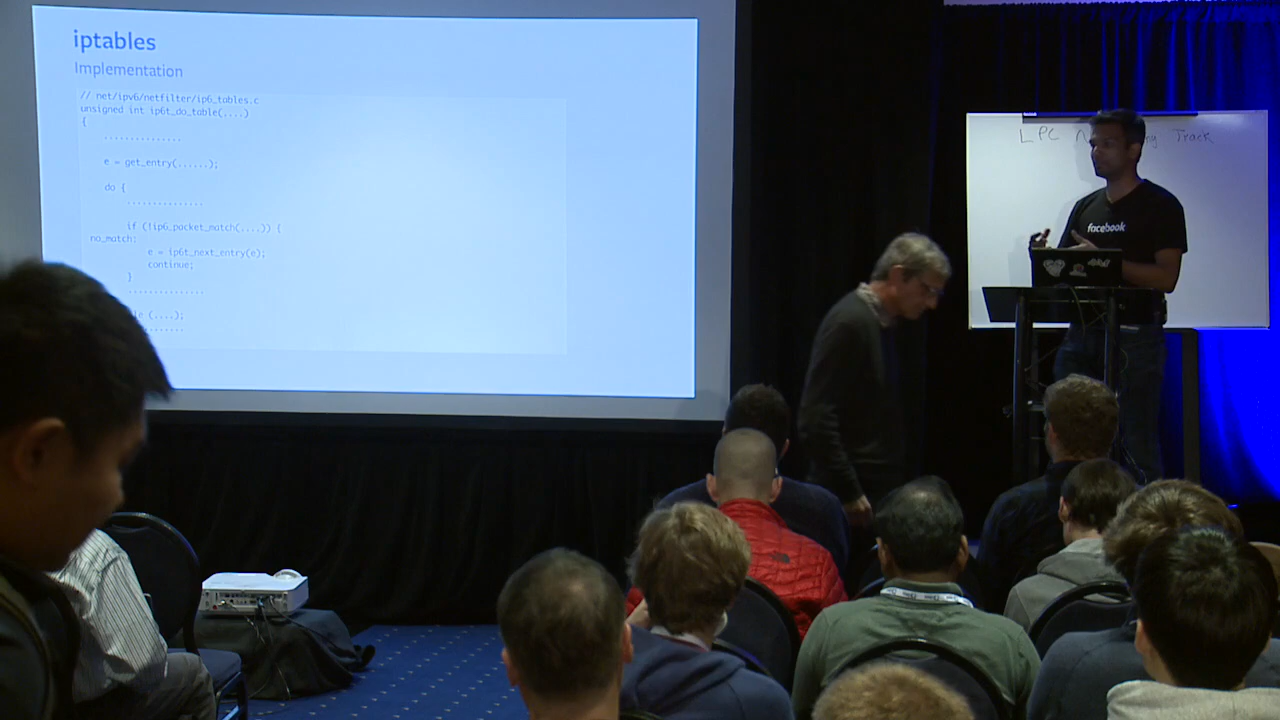 iptables
Implementation
// net/ipv6/netfilter/ip6_tables.c
unsigned int ip6t_do_table(....)
{
...............
e = get_entry(......);
do {
...............
if (!ip6_packet_match(....)) {
no_match:
e = ip6t_next_entry(e);
continue;
}
...............
(....);
LPC
Track
facebook